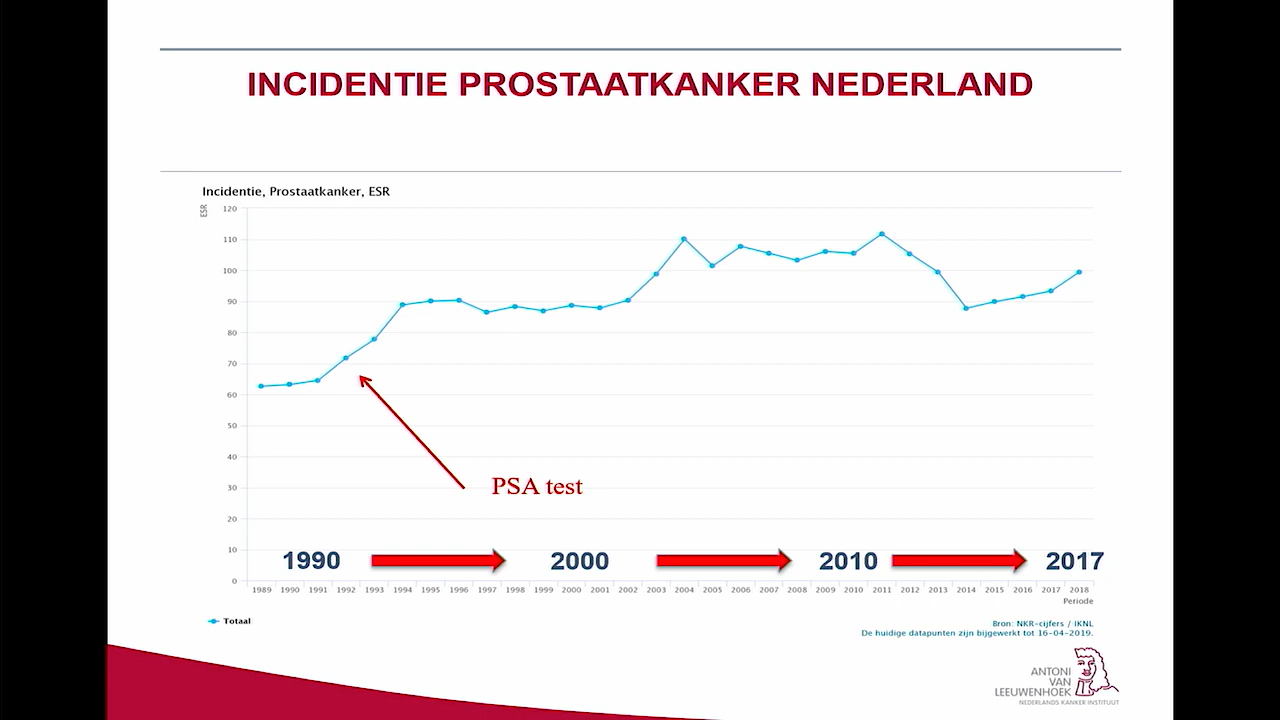 INCIDENTIE PROSTAATKANKER NEDERLAND
Incidentie, Prostaatkanker, ESR
ESR
120
110
100
90
80
70
60
50
40
30
20
10
0
PSA test
1990 2000 2010 2017
1989 1990 1991 1992 1993 1994 1995 1996 1997 1998 1999 2000 2001 2002 2003 2004 2005 2006 2007 2008 2009 2010 2011 2012 2013 2014 2015 2016 2017 2018
Periode
Totaal
Bron: NKR-cijfers / IKNL
De huidige datapunten zijn bijgewerkt tot 16-04-2019.
ANTONI
VAN
LEEUWENHOEK
NEDERLANDS KANKER INSTITUUT